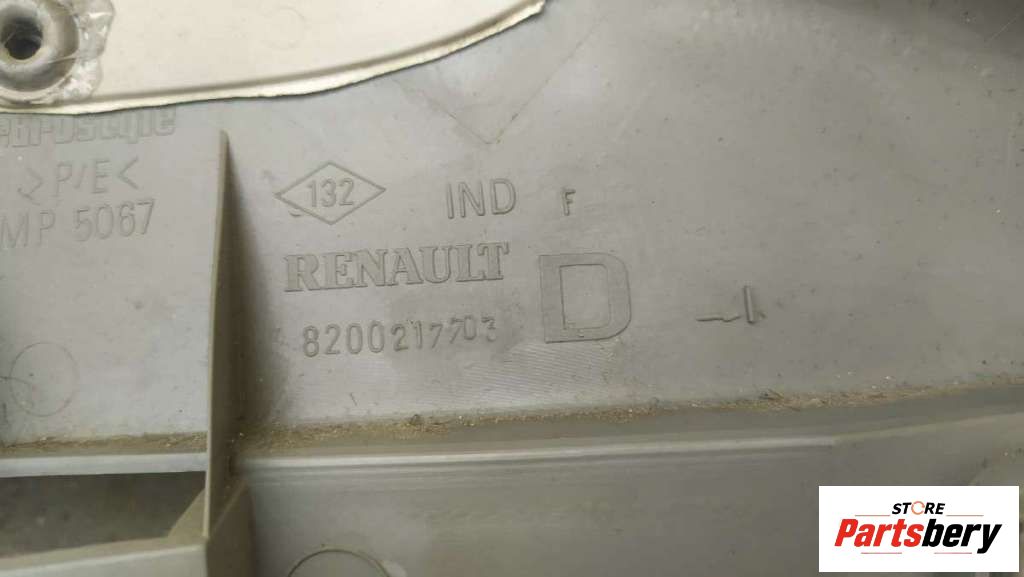 >P/E<
MP 5067
132
IND F
RENAULT
D
8200217703
STORE
Partsbery